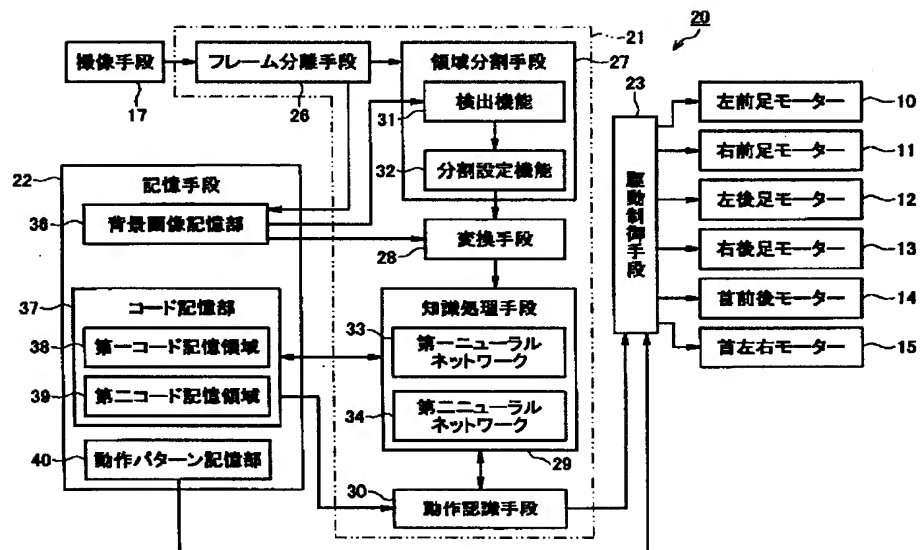 20
21
撮像手段
17
フレーム分離手段
26
領域分割手段
27
検出機能
31
分割設定機能
32
23
駆動制御手段
左前足モーター
10
右前足モーター
11
左後足モーター
12
右後足モーター
13
首前後モーター
14
首左右モーター
15
22
記憶手段
36
背景画像記憶部
変換手段
28
37
コード記憶部
38
第一コード記憶領域
39
第二コード記憶領域
40
動作パターン記憶部
知識処理手段
33
第一ニューラル
ネットワーク
34
第二ニューラル
ネットワーク
29
30
動作認識手段